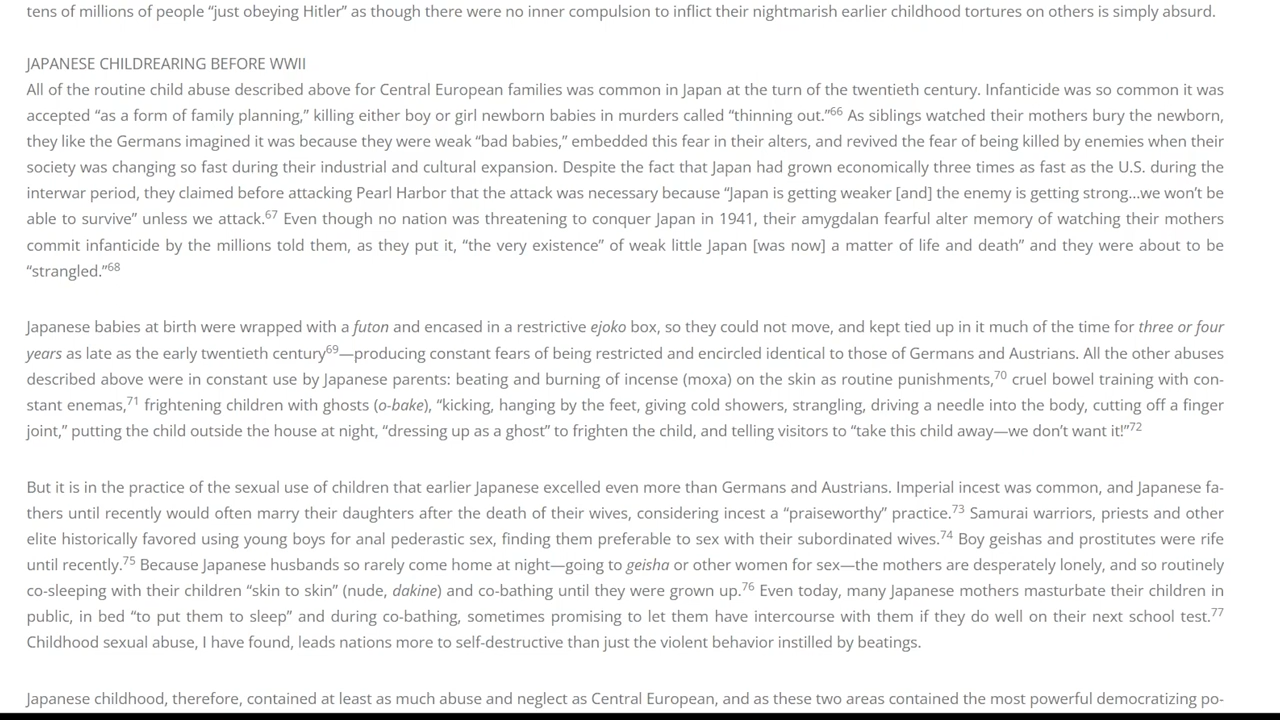 tens of millions of people “just obeying Hitler” as though there were no inner compulsion to inflict their nightmarish earlier childhood tortures on others is simply absurd.
JAPANESE CHILDREARING BEFORE WWII
All of the routine child abuse described above for Central European families was common in Japan at the turn of the twentieth century. Infanticide was so common it was
accepted “as a form of family planning,” killing either boy or girl newborn babies in murders called “thinning out.”66 As siblings watched their mothers bury the newborn,
they like the Germans imagined it was because they were weak “bad babies,” embedded this fear in their alters, and revived the fear of being killed by enemies when their
society was changing so fast during their industrial and cultural expansion. Despite the fact that Japan had grown economically three times as fast as the U.S. during the
interwar period, they claimed before attacking Pearl Harbor that the attack was necessary because “Japan is getting weaker [and] the enemy is getting strong…we won’t be
able to survive” unless we attack.67 Even though no nation was threatening to conquer Japan in 1941, their amygdalan fearful alter memory of watching their mothers
commit infanticide by the millions told them, as they put it, “the very existence” of weak little Japan [was now] a matter of life and death” and they were about to be
“strangled.”68
Japanese babies at birth were wrapped with a futon and encased in a restrictive ejoko box, so they could not move, and kept tied up in it much of the time for three or four
years as late as the early twentieth century69—producing constant fears of being restricted and encircled identical to those of Germans and Austrians. All the other abuses
described above were in constant use by Japanese parents: beating and burning of incense (moxa) on the skin as routine punishments,70 cruel bowel training with con-
stant enemas,71 frightening children with ghosts (o-bake), “kicking, hanging by the feet, giving cold showers, strangling, driving a needle into the body, cutting off a finger
joint,” putting the child outside the house at night, “dressing up as a ghost” to frighten the child, and telling visitors to “take this child away—we don’t want it!”72
But it is in the practice of the sexual use of children that earlier Japanese excelled even more than Germans and Austrians. Imperial incest was common, and Japanese fa-
thers until recently would often marry their daughters after the death of their wives, considering incest a “praiseworthy” practice.73 Samurai warriors, priests and other
elite historically favored using young boys for anal pederastic sex, finding them preferable to sex with their subordinated wives.74 Boy geishas and prostitutes were rife
until recently.75 Because Japanese husbands so rarely come home at night—going to geisha or other women for sex—the mothers are desperately lonely, and so routinely
co-sleeping with their children “skin to skin” (nude, dakine) and co-bathing until they were grown up.76 Even today, many Japanese mothers masturbate their children in
public, in bed “to put them to sleep” and during co-bathing, sometimes promising to let them have intercourse with them if they do well on their next school test.77
Childhood sexual abuse, I have found, leads nations more to self-destructive than just the violent behavior instilled by beatings.
Japanese childhood, therefore, contained at least as much abuse and neglect as Central European, and as these two areas contained the most powerful democratizing po-